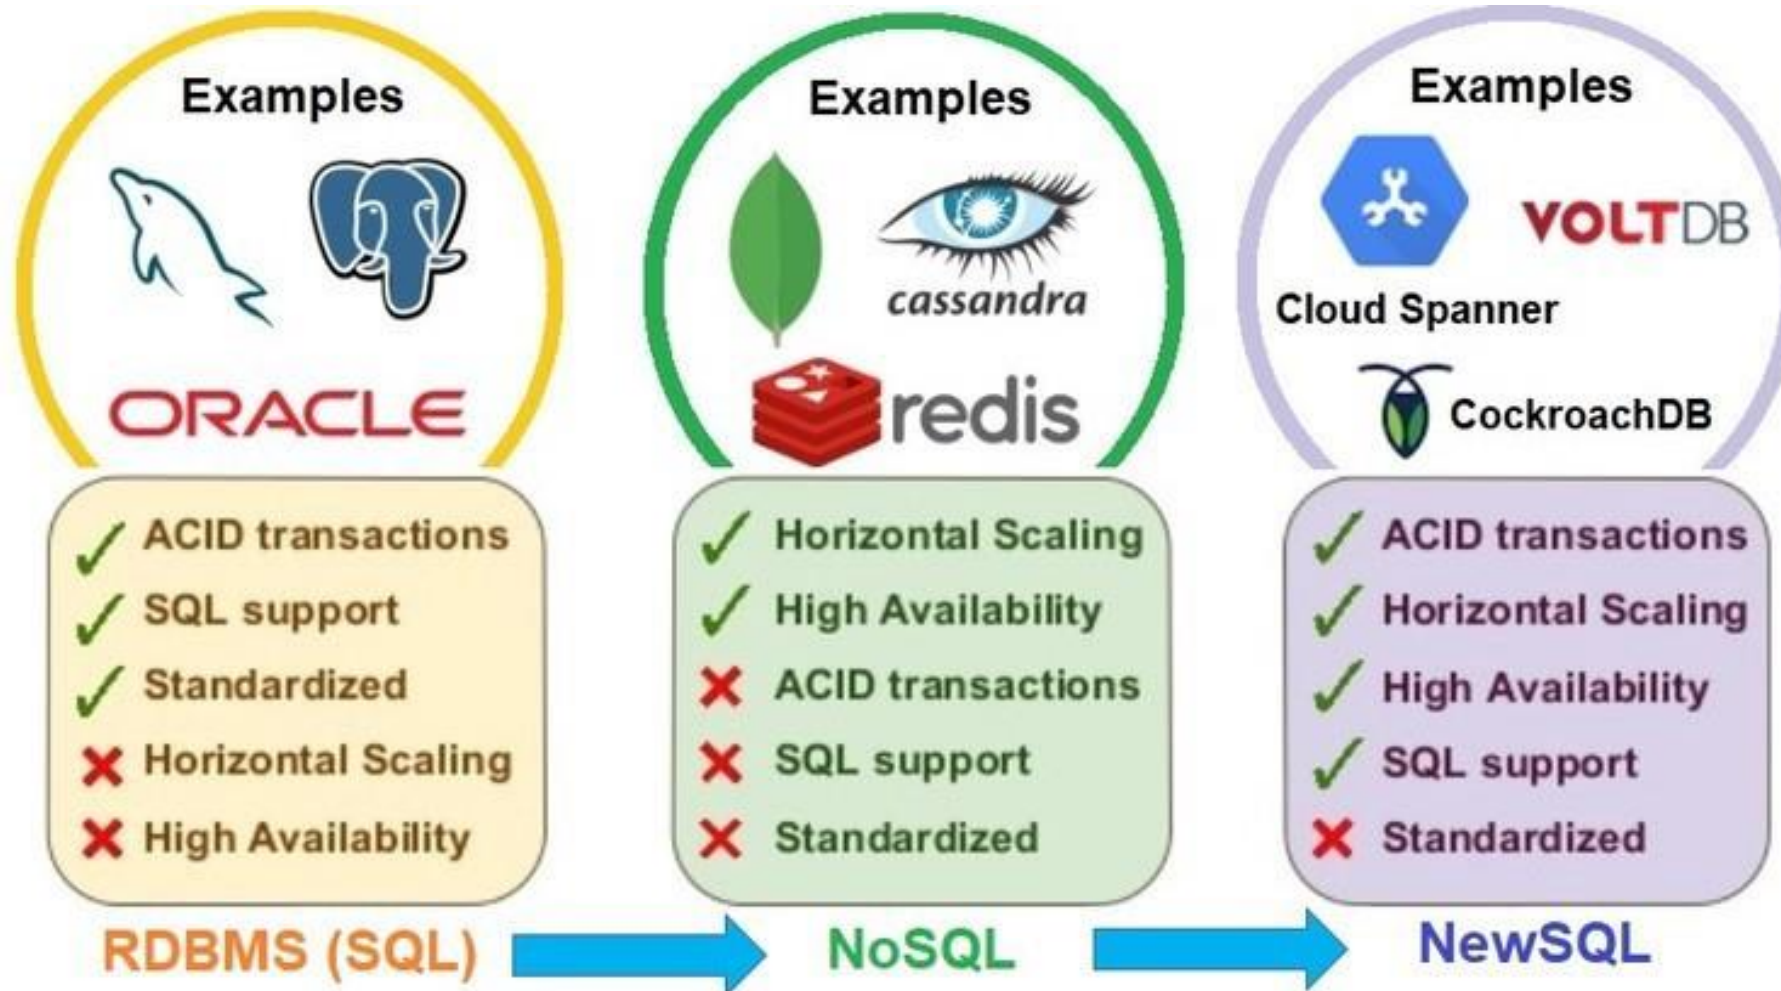 Examples
ORACLE
ACID transactions
SQL support
Standardized
Horizontal Scaling
High Availability
RDBMS (SQL)
Examples
cassandra
redis
Horizontal Scaling
High Availability
ACID transactions
SQL support
Standardized
NoSQL
Examples
VOLTDB
Cloud Spanner
CockroachDB
ACID transactions
Horizontal Scaling
High Availability
SQL support
Standardized
NewSQL